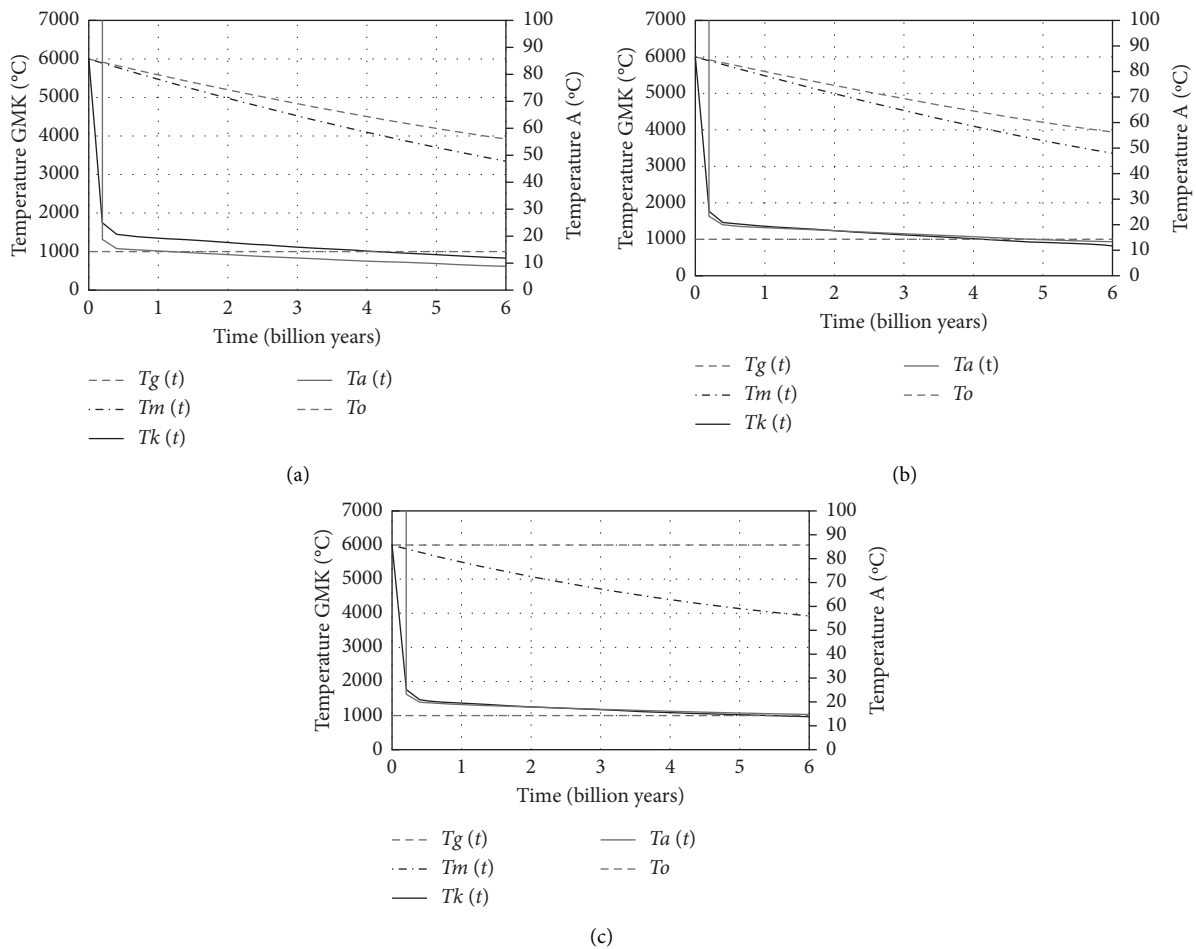 Temperature GMK (°C)
7000
6000
5000
4000
3000
2000
1000
0
100
90
80
70
60
50
40
30
20
10
0
Temperature A (°C)
0 1 2 3 4 5 6
Time (billion years)
Tg (t) Ta (t)
Tm (t) To
Tk (t)
(a)
Temperature GMK (°C)
7000
6000
5000
4000
3000
2000
1000
0
100
90
80
70
60
50
40
30
20
10
0
Temperature A (°C)
0 1 2 3 4 5 6
Time (billion years)
Tg (t) Ta (t)
Tm (t) To
Tk (t)
(b)
Temperature GMK (°C)
7000
6000
5000
4000
3000
2000
1000
0
100
90
80
70
60
50
40
30
20
10
0
Temperature A (°C)
0 1 2 3 4 5 6
Time (billion years)
Tg (t) Ta (t)
Tm (t) To
Tk (t)
(c)